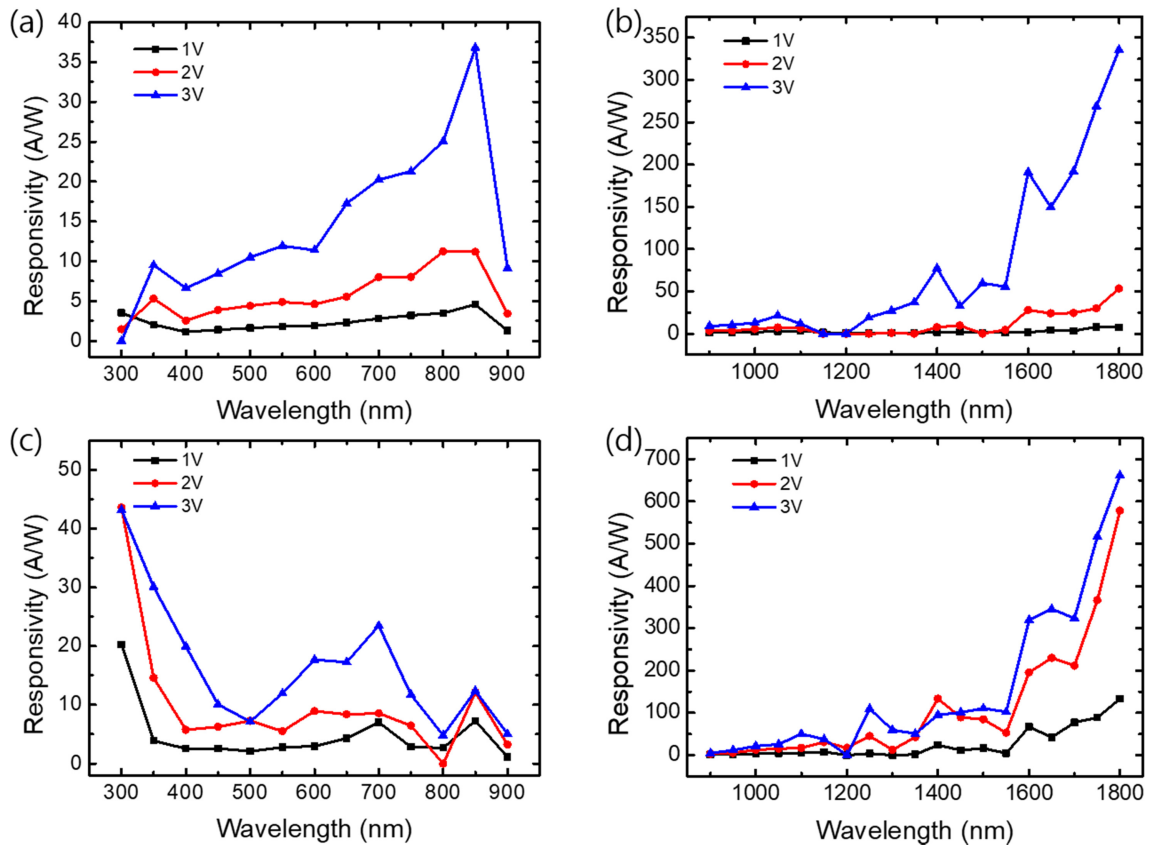 (a)
40
35
30
25
20
15
10
5
0
Responsivity (A/W)
1V
2V
3V
300 400 500 600 700 800 900
Wavelength (nm)
(b)
350
300
250
200
150
100
50
0
Responsivity (A/W)
1V
2V
3V
1000 1200 1400 1600 1800
Wavelength (nm)
(c)
50
40
30
20
10
0
Responsivity (A/W)
1V
2V
3V
300 400 500 600 700 800 900
Wavelength (nm)
(d)
700
600
500
400
300
200
100
0
Responsivity (A/W)
1V
2V
3V
1000 1200 1400 1600 1800
Wavelength (nm)